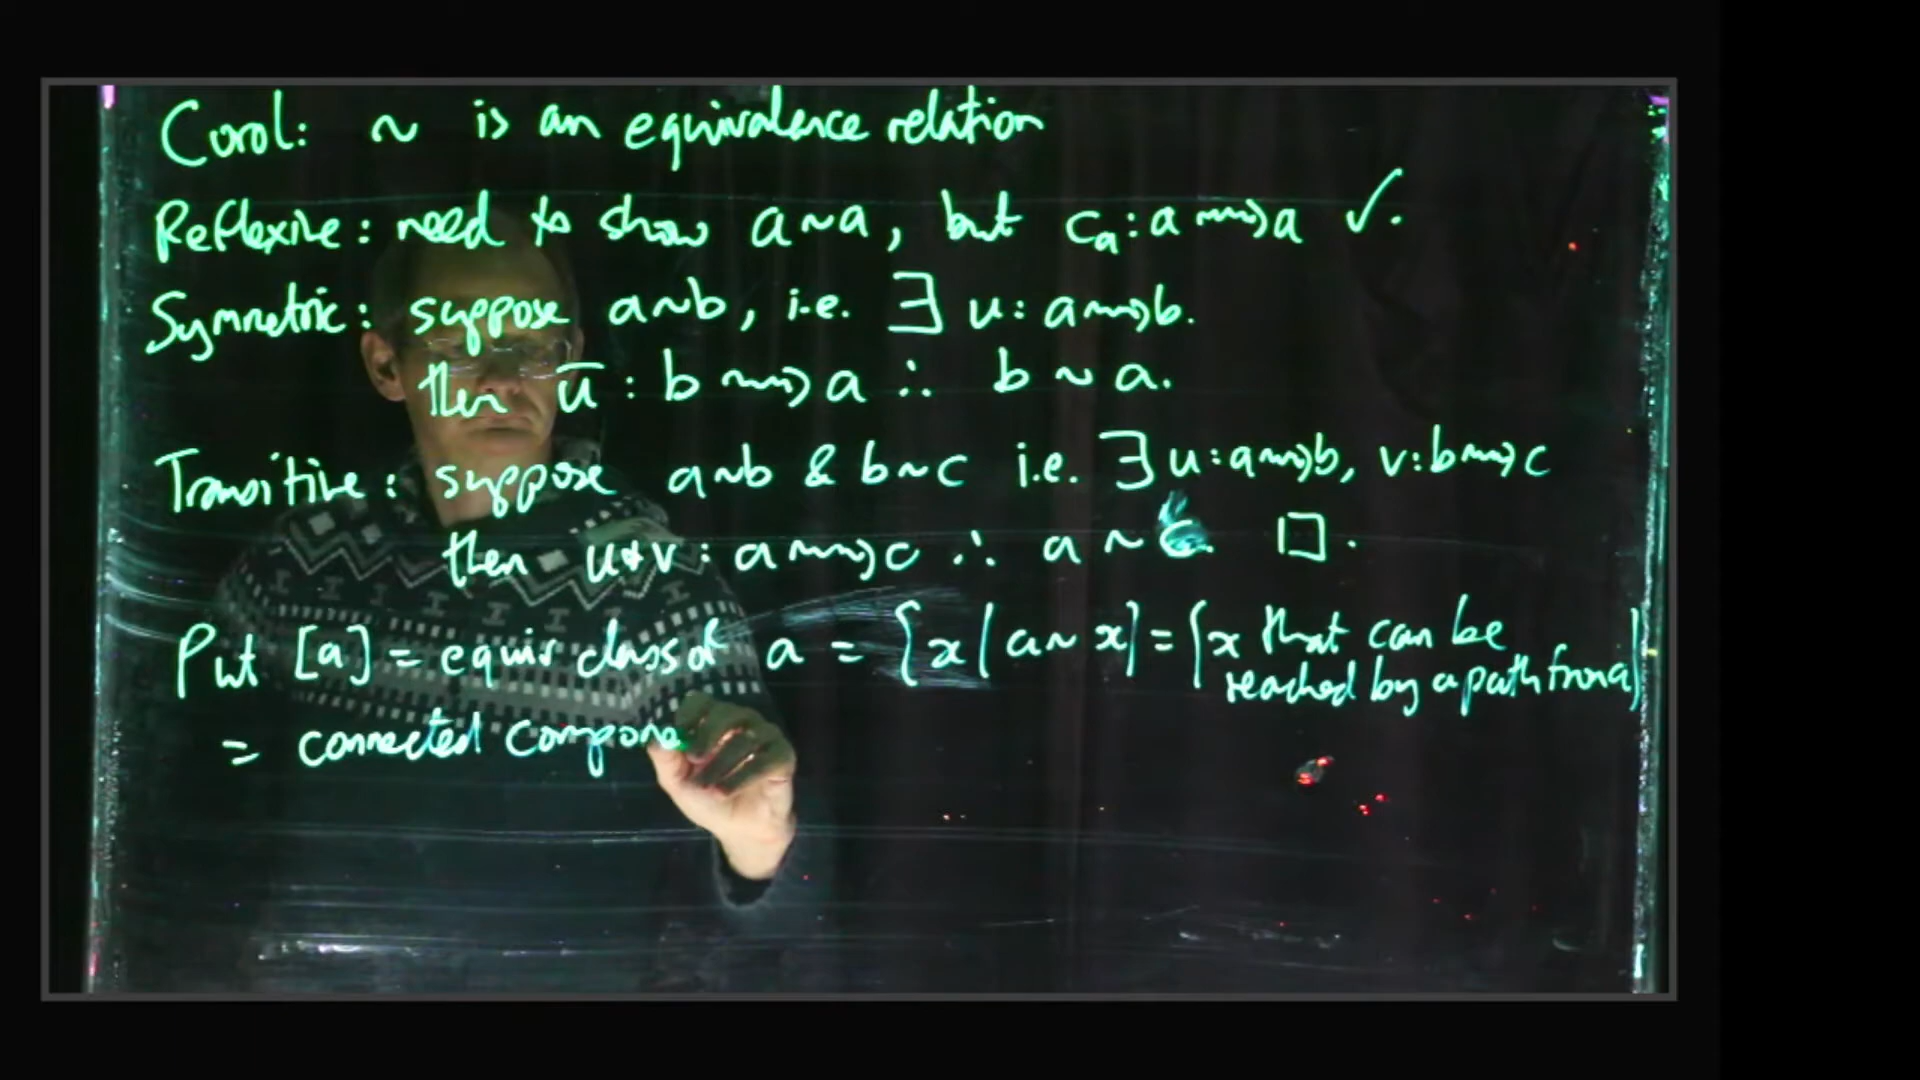 Corol: ~ is an equivalence relation
Reflexive: need to show a~a, but cₐ: a ⇝ a ✓.
Symmetric: suppose a~b, i.e. ∃ u: a ⇝ b.
then ū: b ⇝ a ∴ b ~ a.
Transitive: suppose a~b & b~c i.e. ∃ u: a ⇝ b, v: b ⇝ c
then u*v: a ⇝ c ∴ a ~ c. □.
Put [a] = equiv class of a = {x | a~x} = {x that can be
reached by a path from a}
= connected compone